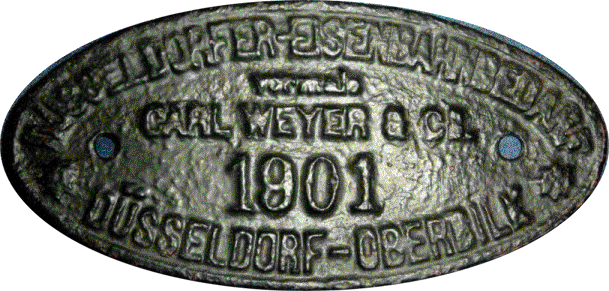 DÜSSELDORFER-EISENBAHNBEDARF
vormals
CARL WEYER & CO.
1901
DÜSSELDORF-OBERBILK